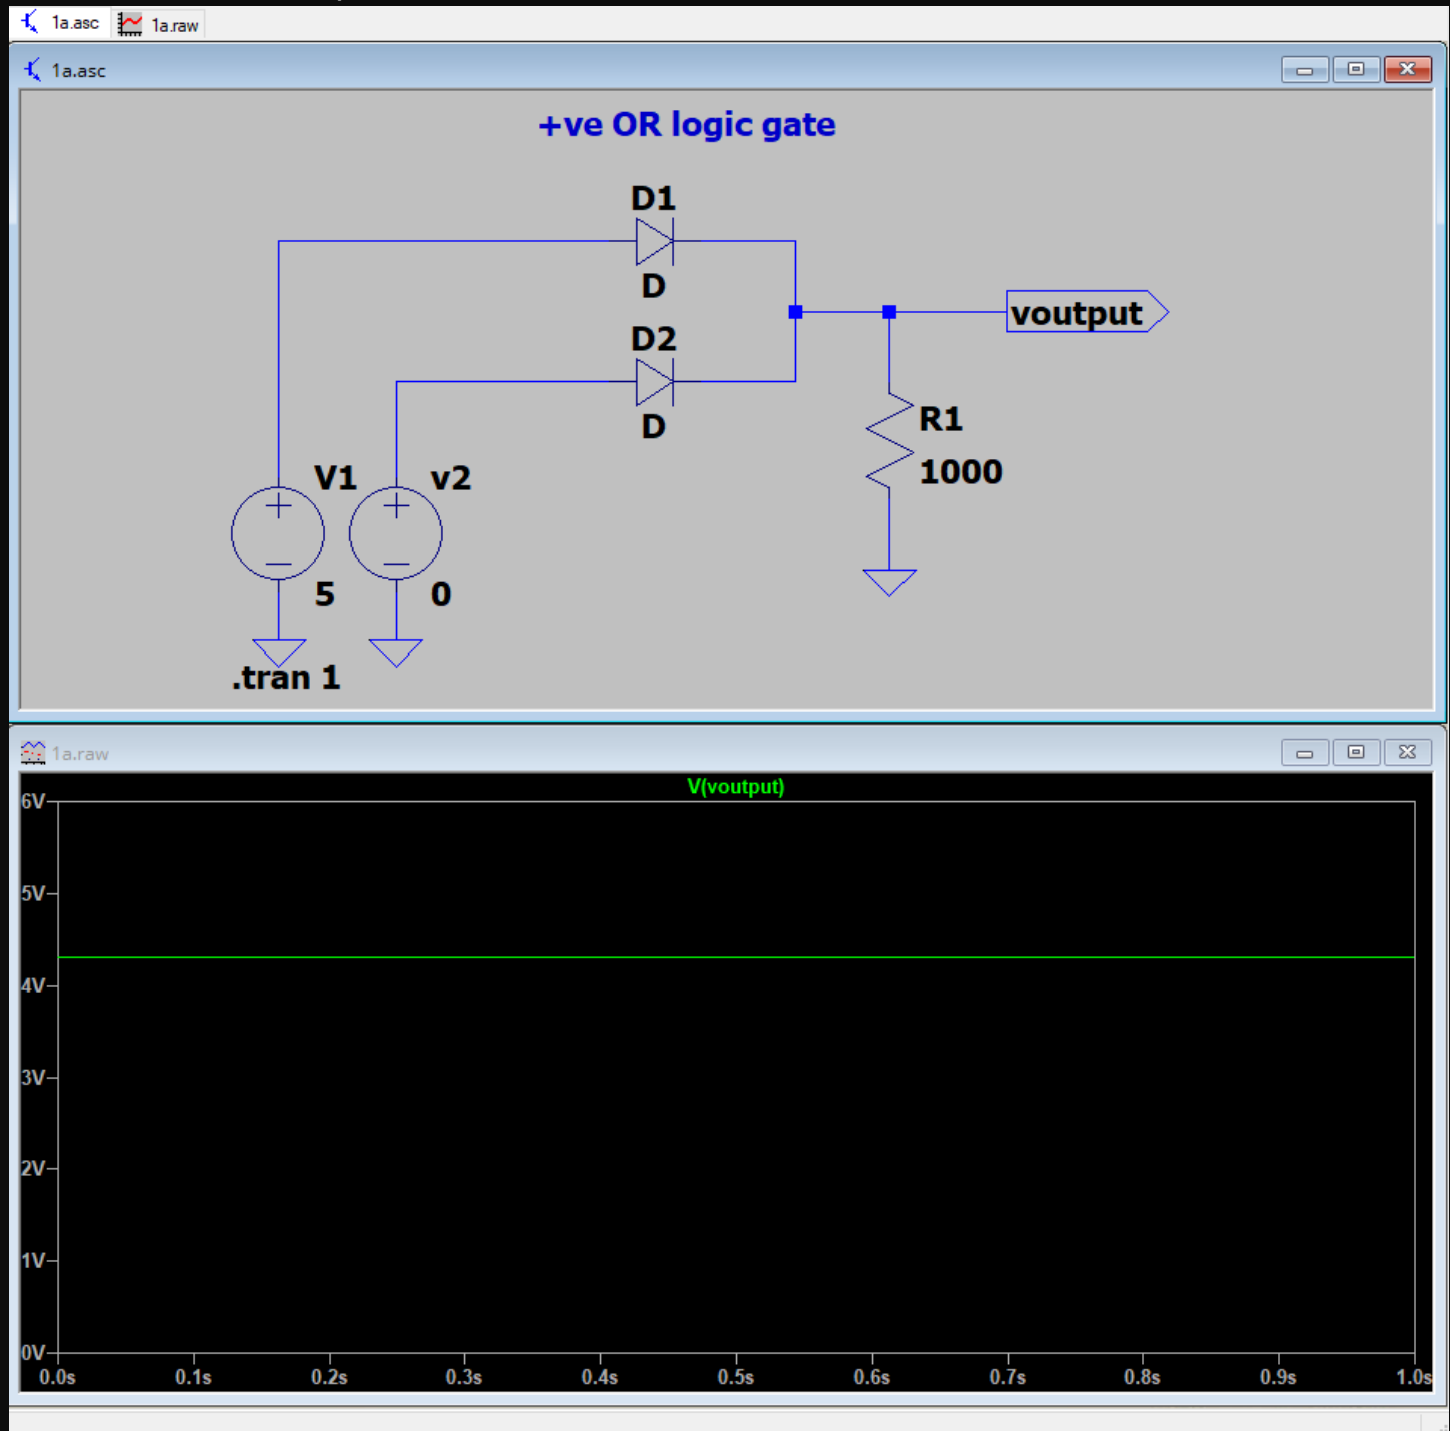 1a.asc 1a.raw
1a.asc
+ve OR logic gate
D1
D
D2
D
voutput
R1
1000
V1 v2
5 0
.tran 1
1a.raw
V(voutput)
6V
5V
4V
3V
2V
1V
0V
0.0s 0.1s 0.2s 0.3s 0.4s 0.5s 0.6s 0.7s 0.8s 0.9s 1.0s